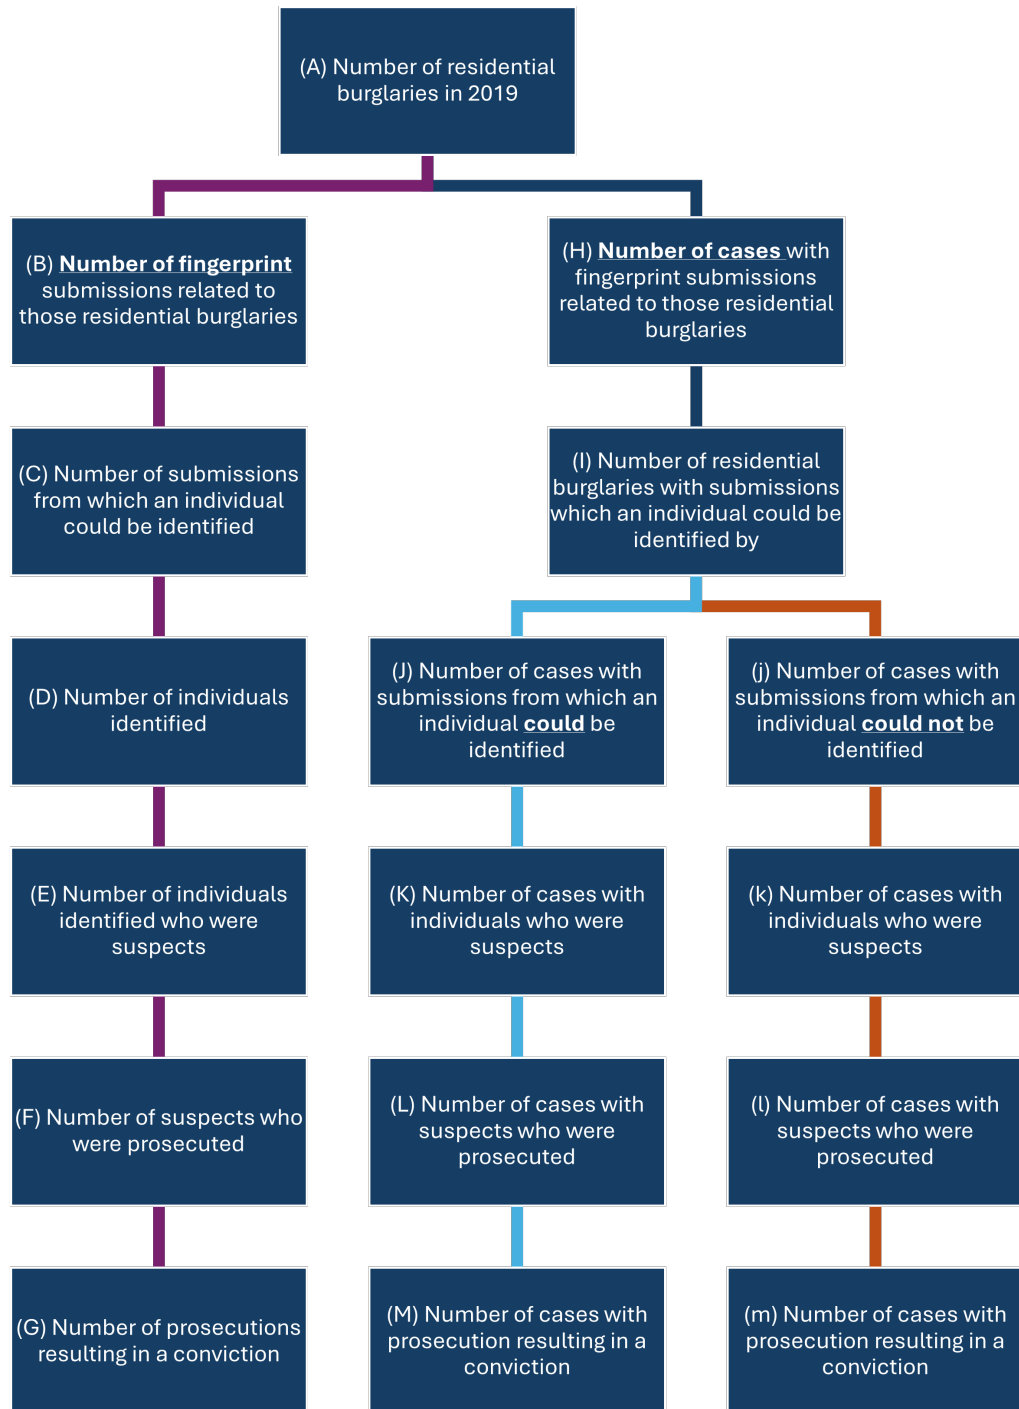 (A) Number of residential
burglaries in 2019
(B) Number of fingerprint
submissions related to
those residential burglaries
(H) Number of cases with
fingerprint submissions
related to those residential
burglaries
(C) Number of submissions
from which an individual
could be identified
(I) Number of residential
burglaries with submissions
which an individual could be
identified by
(D) Number of individuals
identified
(J) Number of cases with
submissions from which an
individual could be
identified
(j) Number of cases with
submissions from which an
individual could not be
identified
(E) Number of individuals
identified who were
suspects
(K) Number of cases with
individuals who were
suspects
(k) Number of cases with
individuals who were
suspects
(F) Number of suspects who
were prosecuted
(L) Number of cases with
suspects who were
prosecuted
(l) Number of cases with
suspects who were
prosecuted
(G) Number of prosecutions
resulting in a conviction
(M) Number of cases with
prosecution resulting in a
conviction
(m) Number of cases with
prosecution resulting in a
conviction